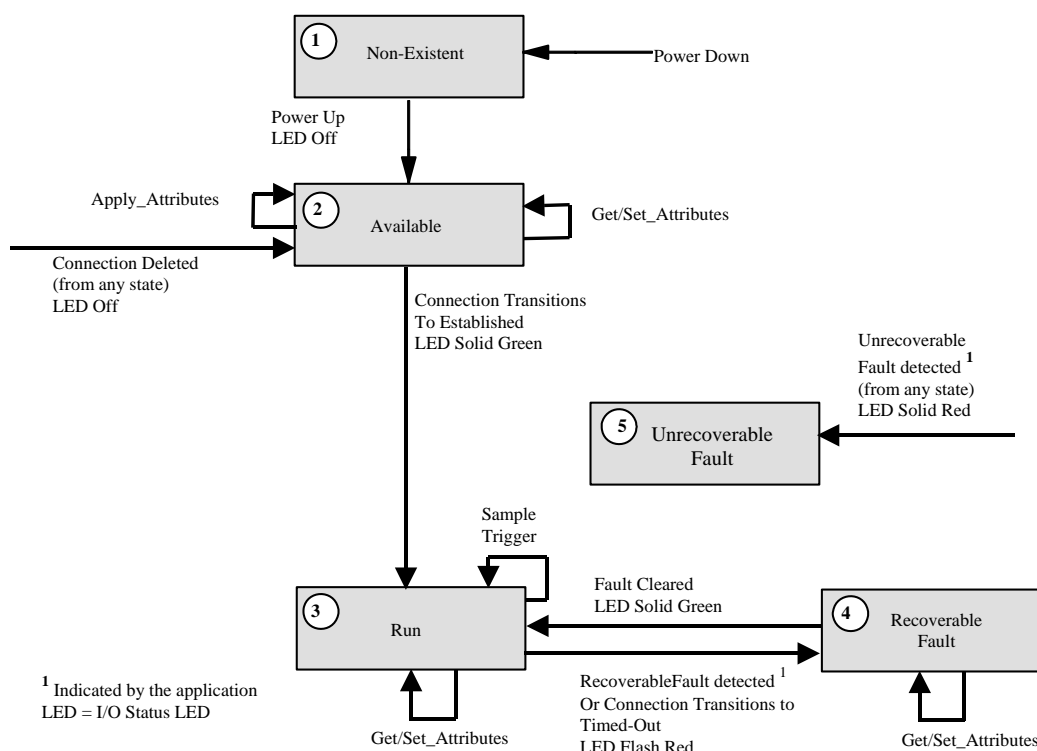 1
Non-Existent
Power Down
Power Up
LED Off
Apply_Attributes
2
Available
Get/Set_Attributes
Connection Deleted
(from any state)
LED Off
Connection Transitions
To Established
LED Solid Green
Unrecoverable
Fault detected 1
(from any state)
LED Solid Red
5
Unrecoverable
Fault
Sample
Trigger
3
Run
Fault Cleared
LED Solid Green
4
Recoverable
Fault
1 Indicated by the application
LED = I/O Status LED
RecoverableFault detected 1
Or Connection Transitions to
Timed-Out
LED Flash Red
Get/Set_Attributes
Get/Set_Attributes